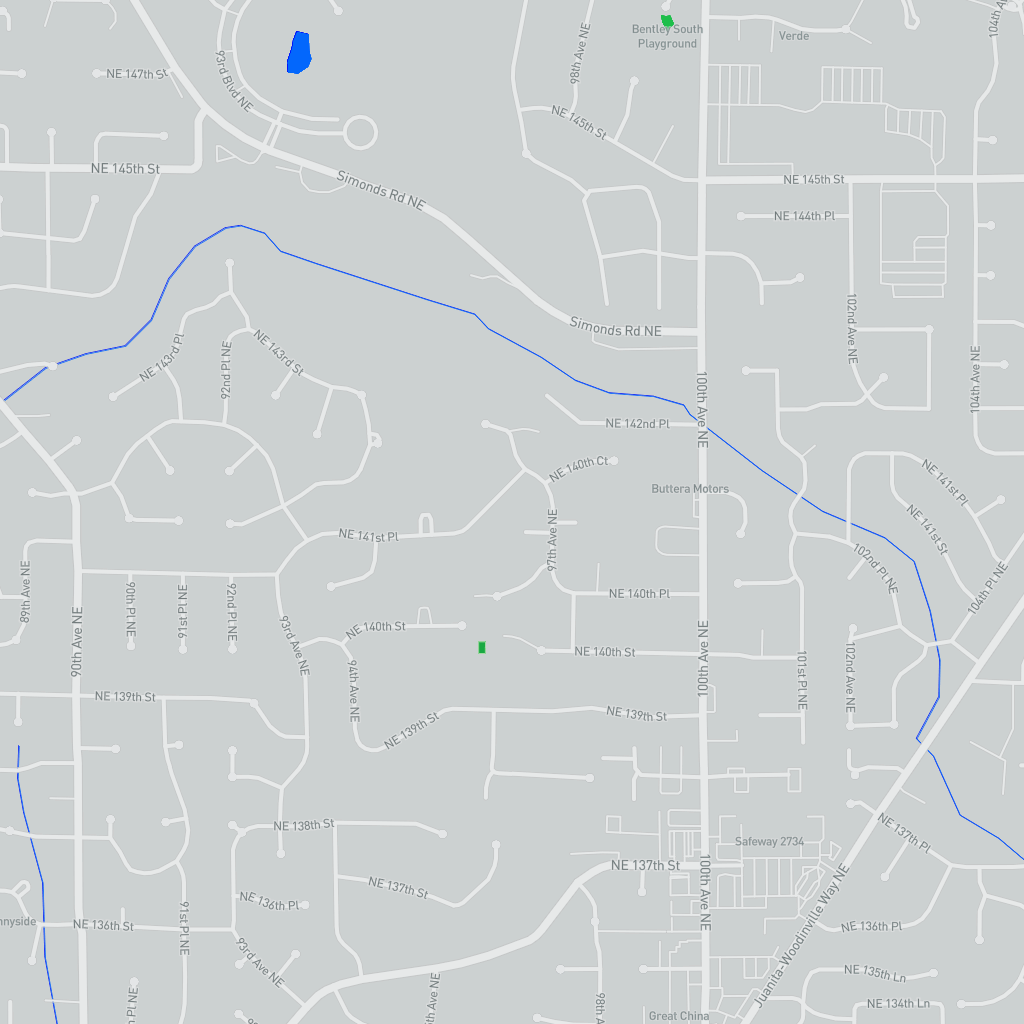 104th A
Bentley South
Playground
Verde
98th Ave NE
NE 147th St
93rd Blvd NE
NE 145th St
NE 145th St
NE 145th St
Simonds Rd NE
NE 144th Pl
102nd Ave NE
Simonds Rd NE
NE 143rd Pl
92nd Pl NE
NE 143rd St
104th Ave NE
100th Ave NE
NE 142nd Pl
NE 140th Ct
Buttera Motors
NE 141st Pl
NE 141st St
NE 141st Pl
97th Ave NE
102nd Pl NE
104th Pl NE
89th Ave NE
90th Pl NE
91st Pl NE
92nd Pl NE
NE 140th Pl
90th Ave NE
93rd Ave NE
NE 140th St
NE 140th St
100th Ave NE
101st Pl NE
102nd Ave NE
94th Ave NE
NE 139th St
NE 139th St
NE 139th St
NE 138th St
NE 137th Pl
Safeway 2734
NE 137th St
NE 137th St
100th Ave NE
NE 136th Pl
nnyside
NE 136th St
91st Pl NE
NE 136th Pl
Juanita-Woodinville Way NE
93rd Ave NE
NE 135th Ln
NE 134th Ln
Great China
98th A